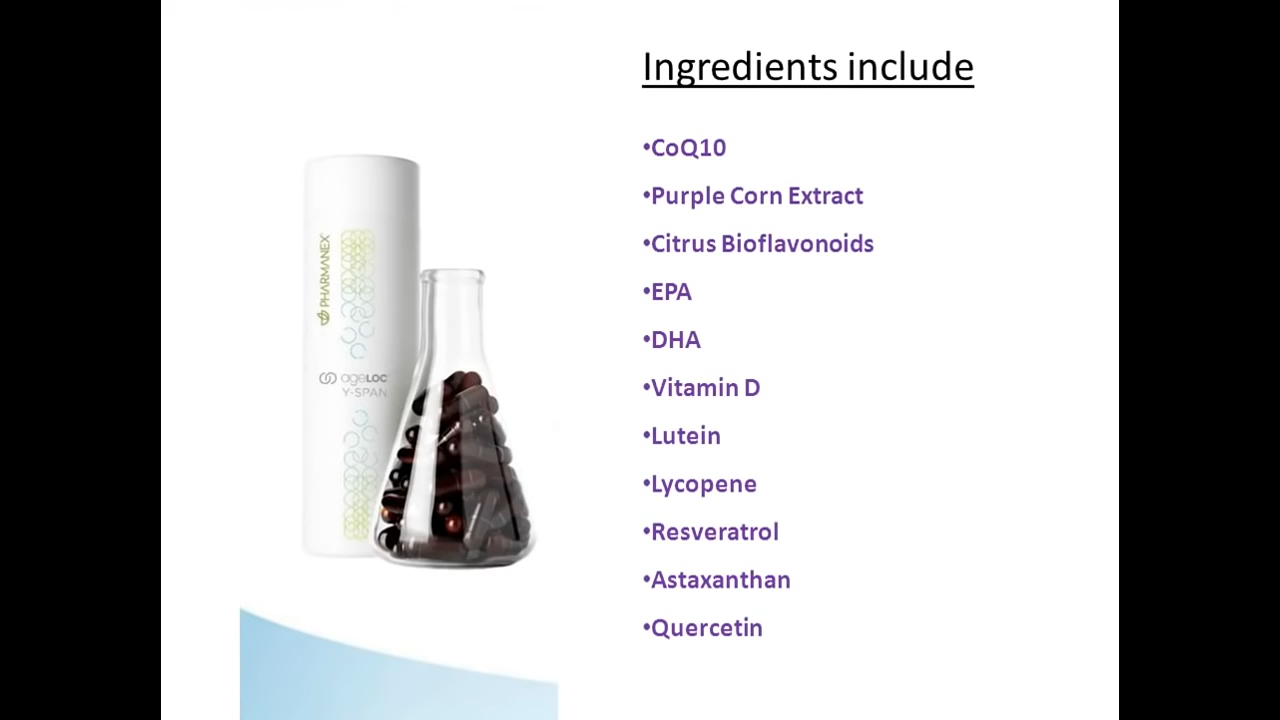 Ingredients include
•CoQ10
•Purple Corn Extract
•Citrus Bioflavonoids
•EPA
•DHA
•Vitamin D
•Lutein
•Lycopene
•Resveratrol
•Astaxanthan
•Quercetin
PHARMANEX
ageLOC
Y-SPAN